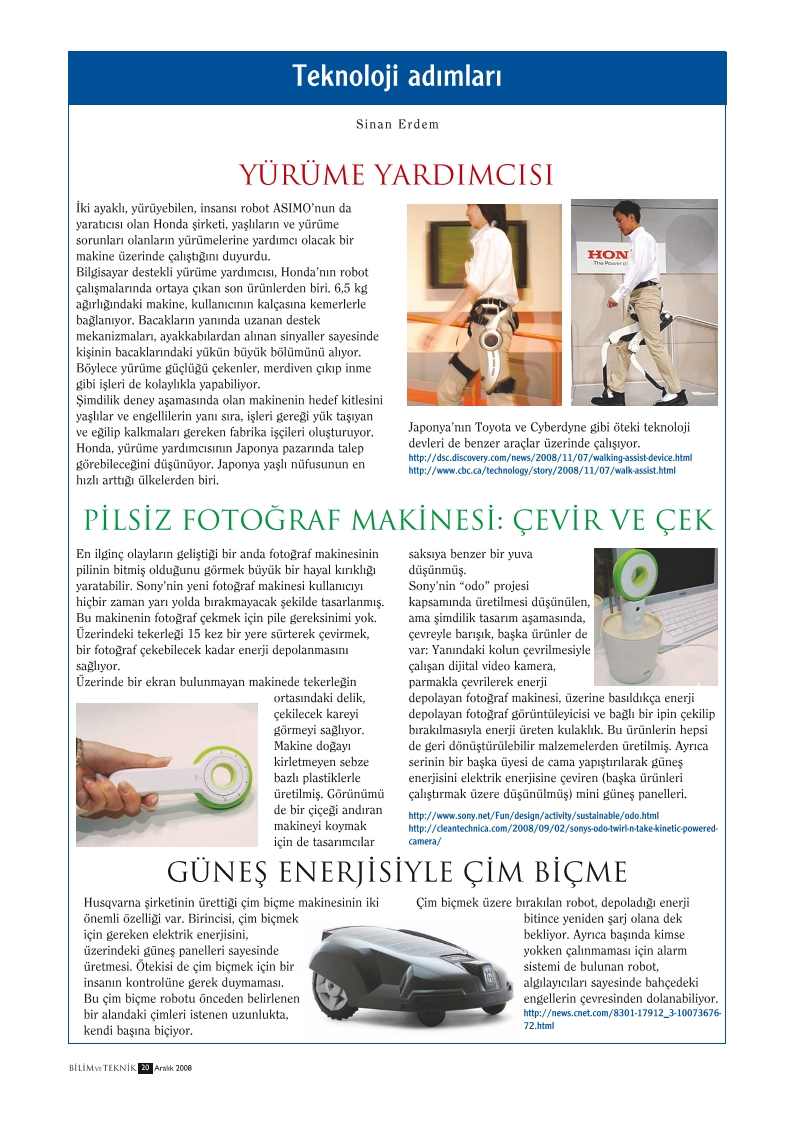 Teknoloji adımları
Sinan Erdem
YÜRÜME YARDIMCISI
İki ayaklı, yürüyebilen, insansı robot ASIMO'nun da
yaratıcısı olan Honda şirketi, yaşlıların ve yürüme
sorunları olanların yürümelerine yardımcı olacak bir
makine üzerinde çalıştığını duyurdu.
Bilgisayar destekli yürüme yardımcısı, Honda'nın robot
çalışmalarında ortaya çıkan son ürünlerden biri. 6,5 kg
ağırlığındaki makine, kullanıcının kalçasına kemerlerle
bağlanıyor. Bacakların yanında uzanan destek
mekanizmaları, ayakkabılardan alınan sinyaller sayesinde
kişinin bacaklarındaki yükün büyük bölümünü alıyor.
Böylece yürüme güçlüğü çekenler, merdiven çıkıp inme
gibi işleri de kolaylıkla yapabiliyor.
Şimdilik deney aşamasında olan makinenin hedef kitlesini
yaşlılar ve engellilerin yanı sıra, işleri gereği yük taşıyan
ve eğilip kalkmaları gereken fabrika işçileri oluşturuyor.
Honda, yürüme yardımcısının Japonya pazarında talep
görebileceğini düşünüyor. Japonya yaşlı nüfusunun en
hızlı arttığı ülkelerden biri.
HON
The Power of
Japonya'nın Toyota ve Cyberdyne gibi öteki teknoloji
devleri de benzer araçlar üzerinde çalışıyor.
http://dsc.discovery.com/news/2008/11/07/walking-assist-device.html
http://www.cbc.ca/technology/story/2008/11/07/walk-assist.html
PİLSİZ FOTOĞRAF MAKİNESİ: ÇEVİR VE ÇEK
En ilginç olayların geliştiği bir anda fotoğraf makinesinin
pilinin bitmiş olduğunu görmek büyük bir hayal kırıklığı
yaratabilir. Sony'nin yeni fotoğraf makinesi kullanıcıyı
hiçbir zaman yarı yolda bırakmayacak şekilde tasarlanmış.
Bu makinenin fotoğraf çekmek için pile gereksinimi yok.
Üzerindeki tekerleği 15 kez bir yere sürterek çevirmek,
bir fotoğraf çekebilecek kadar enerji depolanmasını
sağlıyor.
Üzerinde bir ekran bulunmayan makinede tekerleğin
ortasındaki delik,
çekilecek kareyi
görmeyi sağlıyor.
Makine doğayı
kirletmeyen sebze
bazlı plastiklerle
üretilmiş. Görünümü
de bir çiçeği andıran
makineyi koymak
için de tasarımcılar
saksıya benzer bir yuva
düşünmüş.
Sony'nin “odo” projesi
kapsamında üretilmesi düşünülen,
ama şimdilik tasarım aşamasında,
çevreyle barışık, başka ürünler de
var: Yanındaki kolun çevrilmesiyle
çalışan dijital video kamera,
parmakla çevrilerek enerji
depolayan fotoğraf makinesi, üzerine basıldıkça enerji
depolayan fotoğraf görüntüleyicisi ve bağlı bir ipin çekilip
bırakılmasıyla enerji üreten kulaklık. Bu ürünlerin hepsi
de geri dönüştürülebilir malzemelerden üretilmiş. Ayrıca
serinin bir başka üyesi de cama yapıştırılarak güneş
enerjisini elektrik enerjisine çeviren (başka ürünleri
çalıştırmak üzere düşünülmüş) mini güneş panelleri.
http://www.sony.net/Fun/design/activity/sustainable/odo.html
http://cleantechnica.com/2008/09/02/sonys-odo-twirl-n-take-kinetic-powered-
camera/
GÜNEŞ ENERJİSİYLE ÇİM BİÇME
Husqvarna şirketinin ürettiği çim biçme makinesinin iki
önemli özelliği var. Birincisi, çim biçmek
için gereken elektrik enerjisini,
üzerindeki güneş panelleri sayesinde
üretmesi. Ötekisi de çim biçmek için bir
insanın kontrolüne gerek duymaması.
Bu çim biçme robotu önceden belirlenen
bir alandaki çimleri istenen uzunlukta,
kendi başına biçiyor.
Çim biçmek üzere bırakılan robot, depoladığı enerji
bitince yeniden şarj olana dek
bekliyor. Ayrıca başında kimse
yokken çalınmaması için alarm
sistemi de bulunan robot,
algılayıcıları sayesinde bahçedeki
engellerin çevresinden dolanabiliyor.
http://news.cnet.com/8301-17912_3-10073676-
72.html
BİLİM VE TEKNİK 20 Aralık 2008